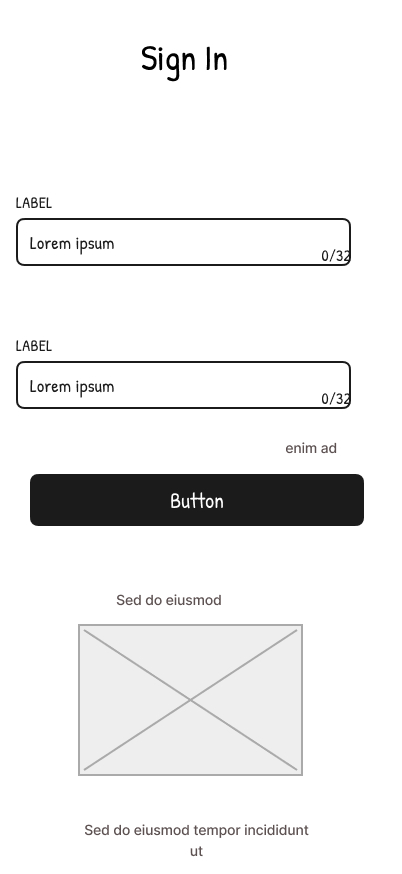 Sign In
LABEL
Lorem ipsum
0/32
LABEL
Lorem ipsum
0/32
enim ad
Button
Sed do eiusmod
Sed do eiusmod tempor incididunt
ut